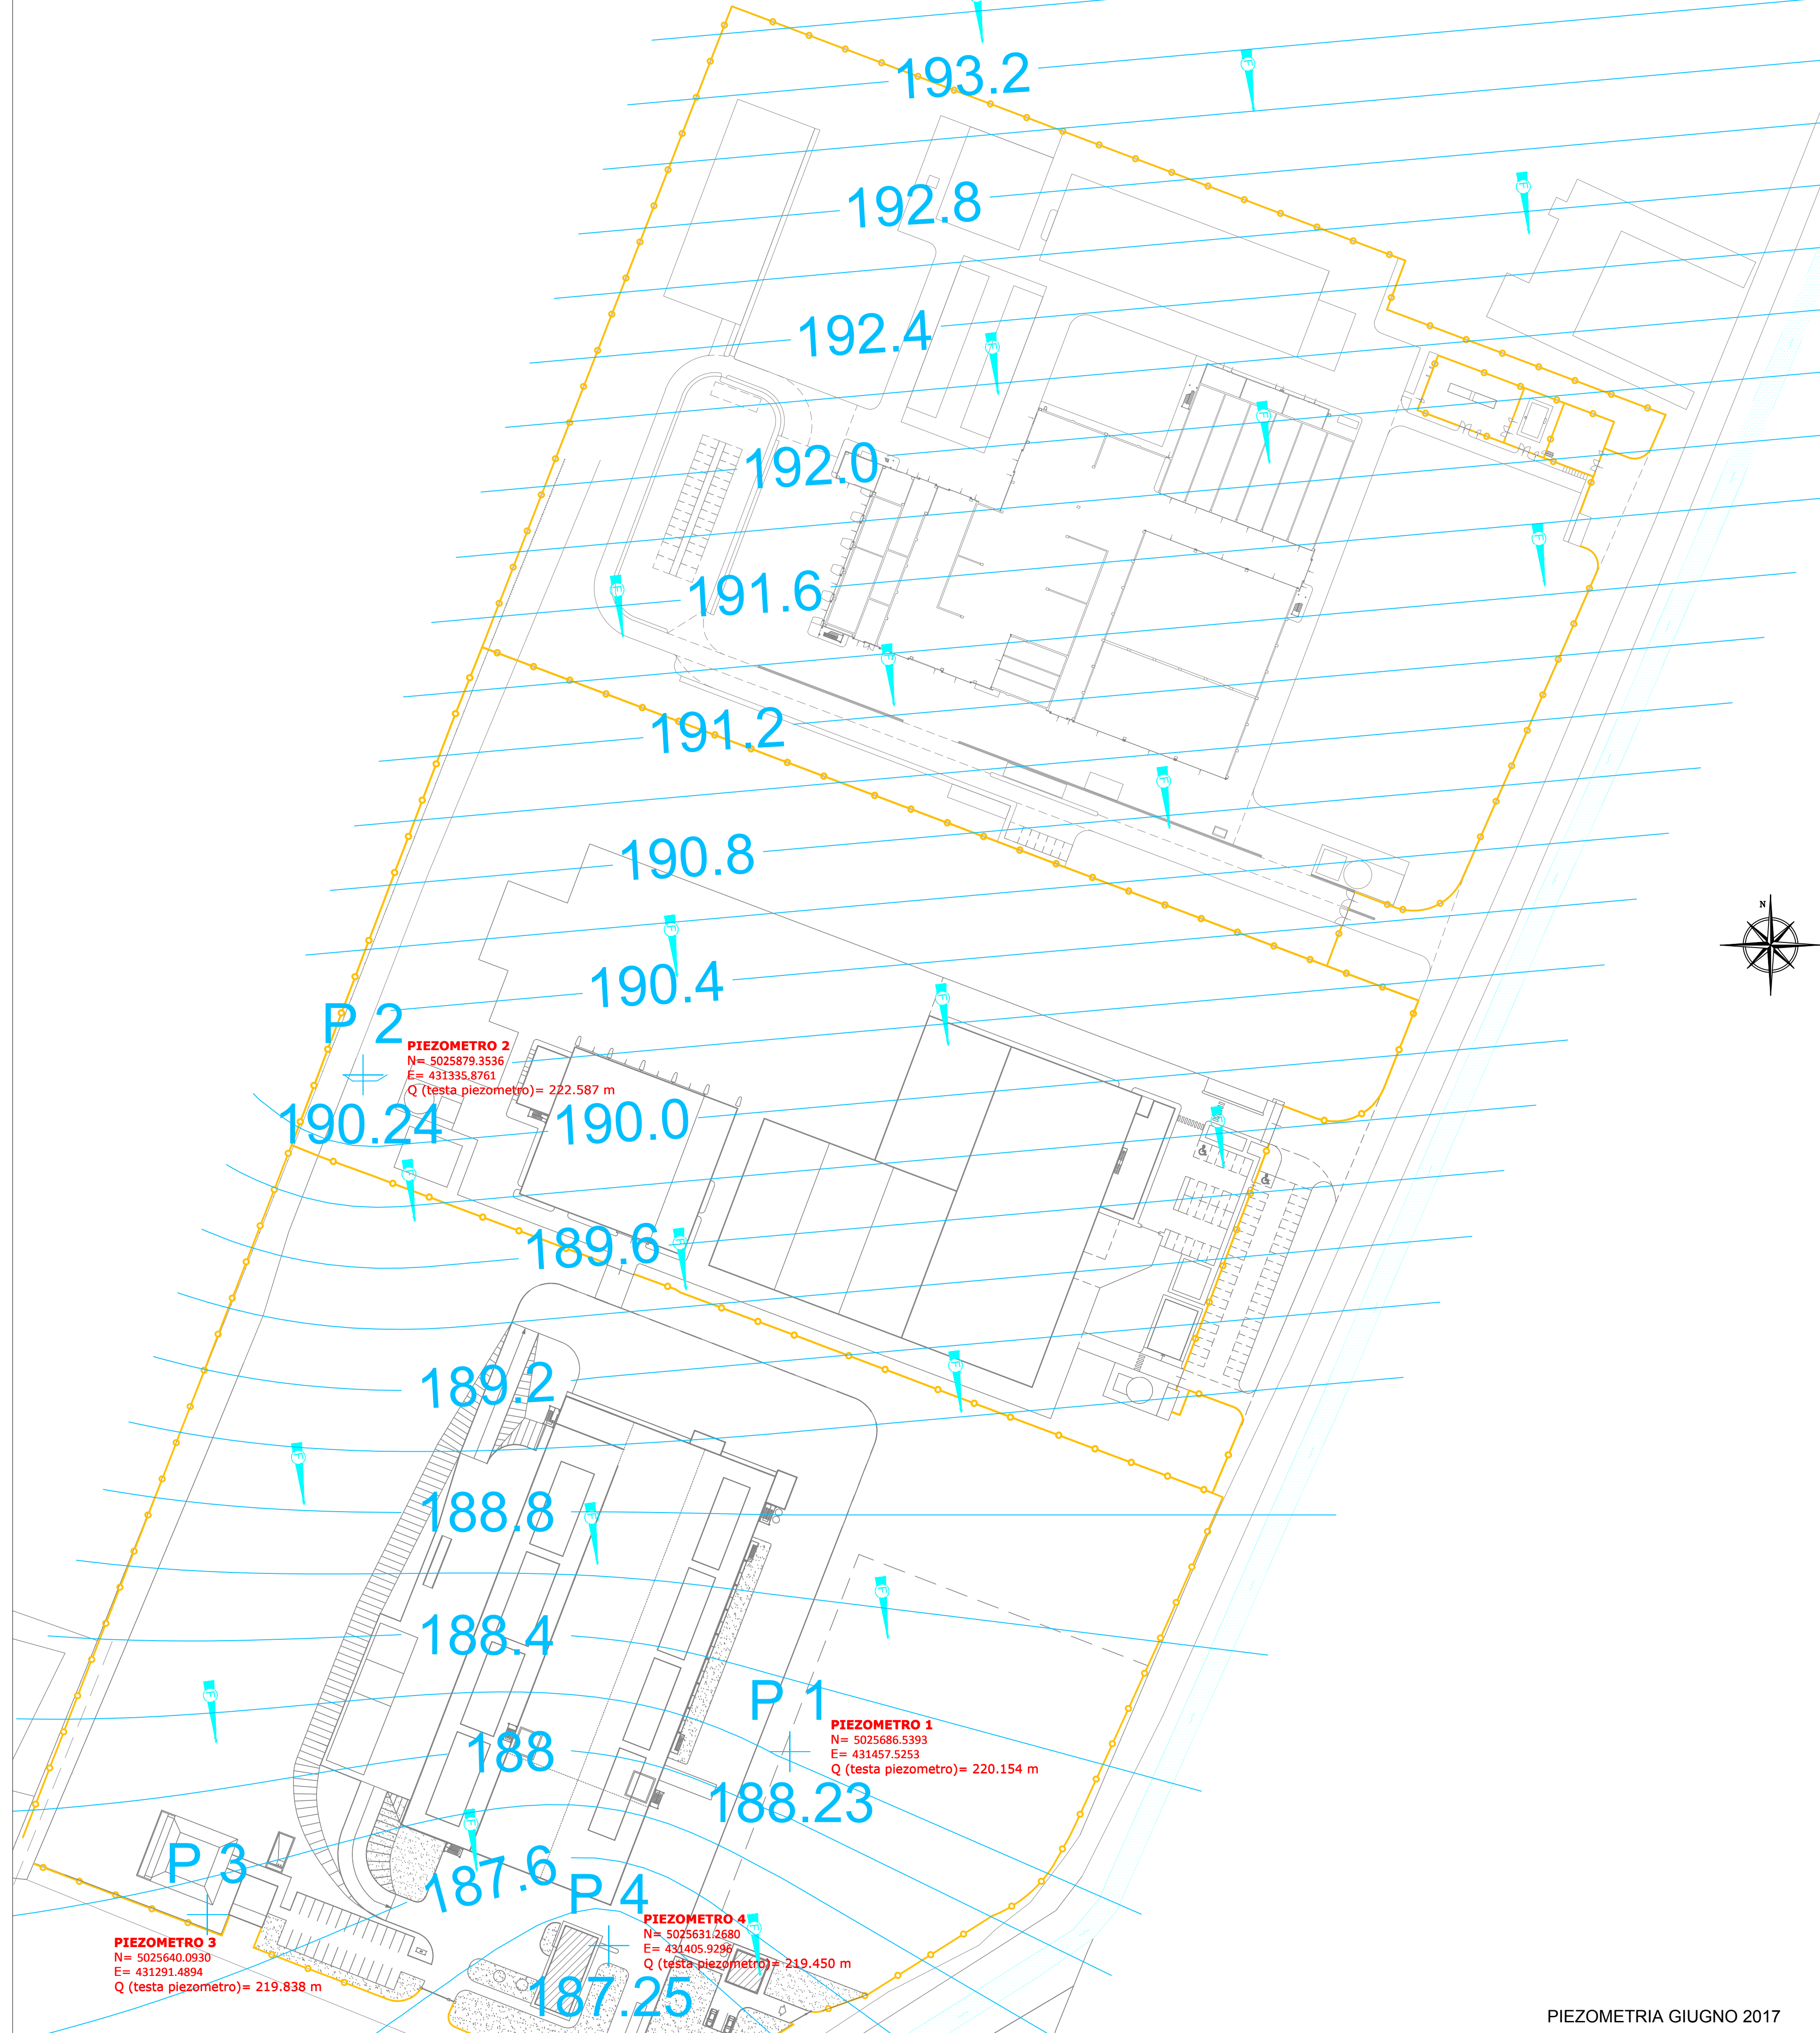 193.2
192.8
192.4
192.0
191.6
191.2
190.8
N
190.4
P 2
PIEZOMETRO 2
N= 5025879.3536
E= 431335.8761
Q (testa piezometro)= 222.587 m
190.24
190.0
189.6
189.2
188.8
188.4
P 1
PIEZOMETRO 1
N= 5025686.5393
E= 431457.5253
Q (testa piezometro)= 220.154 m
188
188.23
P 3
187.6
P 4
PIEZOMETRO 4
N= 5025631.2680
E= 431405.9296
Q (testa piezometro)= 219.450 m
PIEZOMETRO 3
N= 5025640.0930
E= 431291.4894
Q (testa piezometro)= 219.838 m
187.25
PIEZOMETRIA GIUGNO 2017